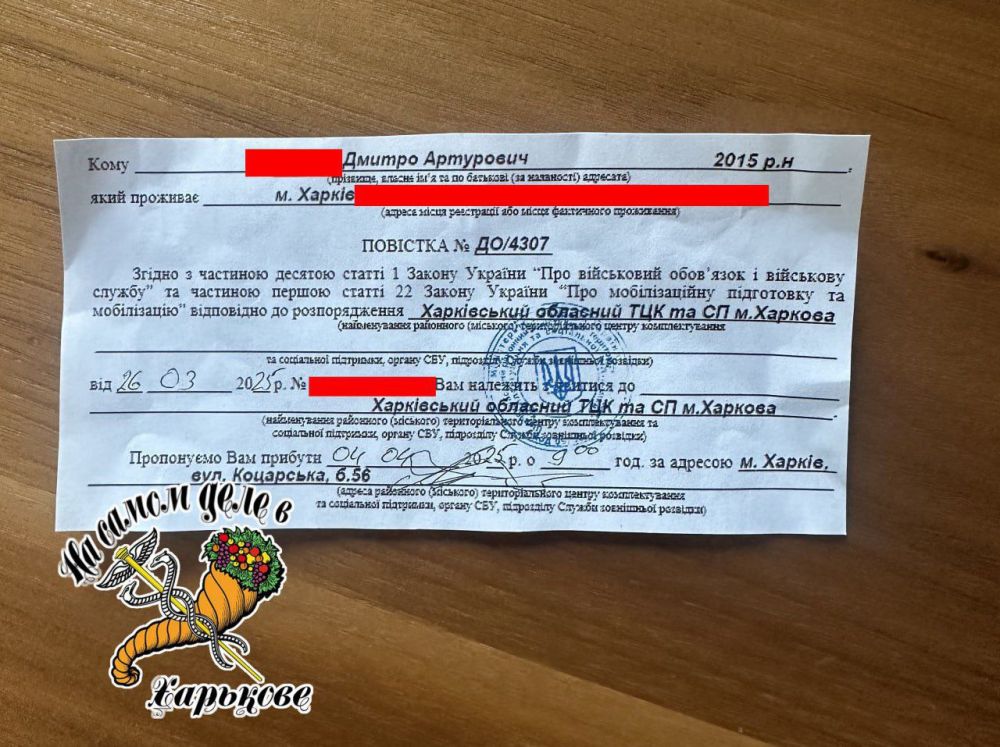 Кому Дмитро Артурович 2015 р.н.
(прізвище, власне ім’я та по батькові (за наявності) адресата)
який проживає м. Харків
(адреса місця реєстрації або місця фактичного проживання)
ПОВІСТКА № ДО/4307
Згідно з частиною десятою статті 1 Закону України “Про військовий обов’язок і військову
службу” та частиною першою статті 22 Закону України “Про мобілізаційну підготовку та
мобілізацію” відповідно до розпорядження Харківський обласний ТЦК та СП м.Харкова
(найменування районного (міського) територіального центру комплектування
та соціальної підтримки, органу СБУ, підрозділу Служби зовнішньої розвідки)
від 26 03 2025р. № Вам належить з’явитися до
Харківський обласний ТЦК та СП м.Харкова
(найменування районного (міського) територіального центру комплектування та
соціальної підтримки, органу СБУ, підрозділу Служби зовнішньої розвідки)
Пропонуємо Вам прибути 04 04 2025 р. о 9 00 год. за адресою м. Харків,
вул. Коцарська, б.56
(адреса районного (міського) територіального центру комплектування
та соціальної підтримки, органу СБУ, підрозділу Служби зовнішньої розвідки)
На самом деле в
Харькове